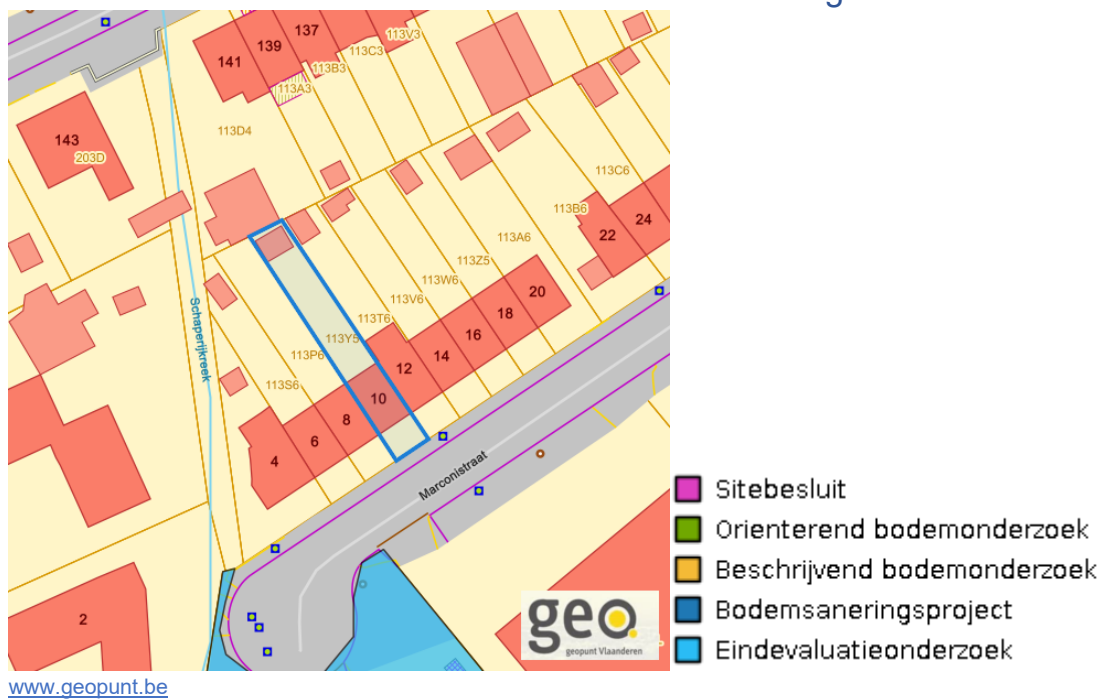 137
139
141
113V3
113C3
113B3
113A3
113D4
143
203D
113C6
113B6
24
22
113A6
113Z5
113W6
113V6
113T6
113Y5
113P6
113S6
20
18
16
14
12
10
8
6
4
2
Schaperijkreek
Marconistraat
geo
geopunt Vlaanderen
Sitebesluit
Orienterend bodemonderzoek
Beschrijvend bodemonderzoek
Bodemsaneringsproject
Eindevaluatieonderzoek
www.geopunt.be